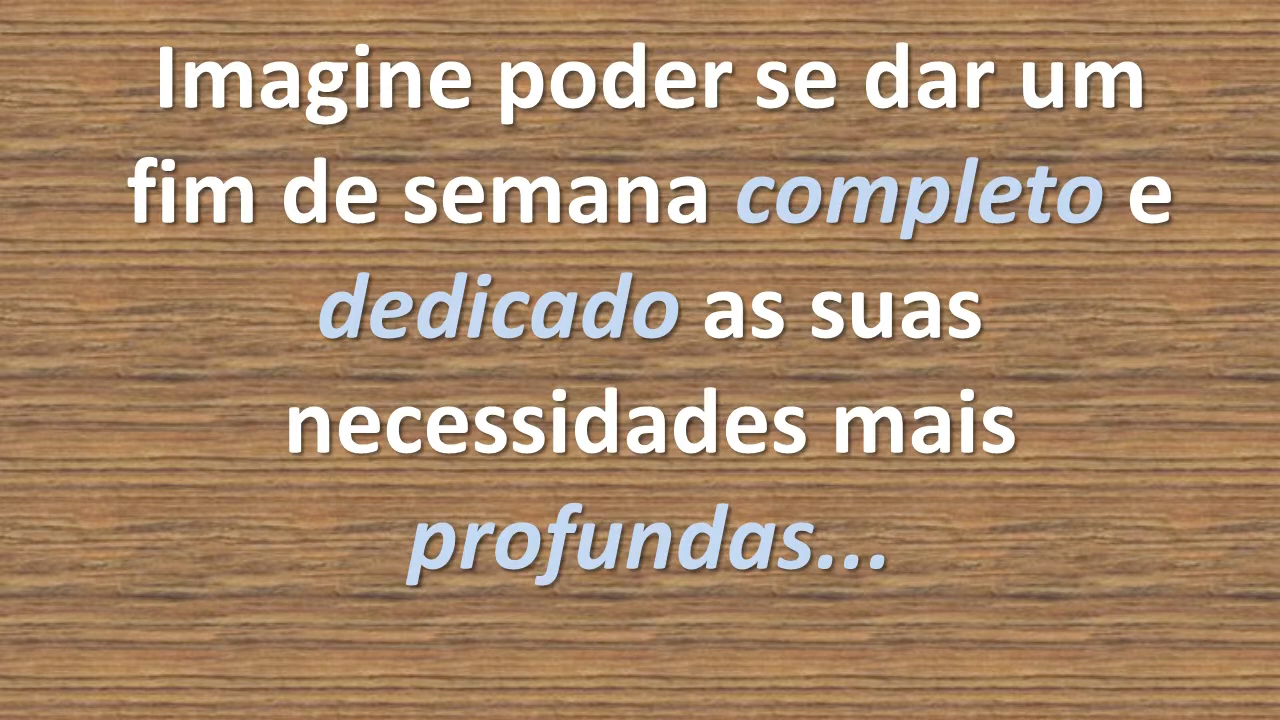 Imagine poder se dar um
fim de semana completo e
dedicado as suas
necessidades mais
profundas...